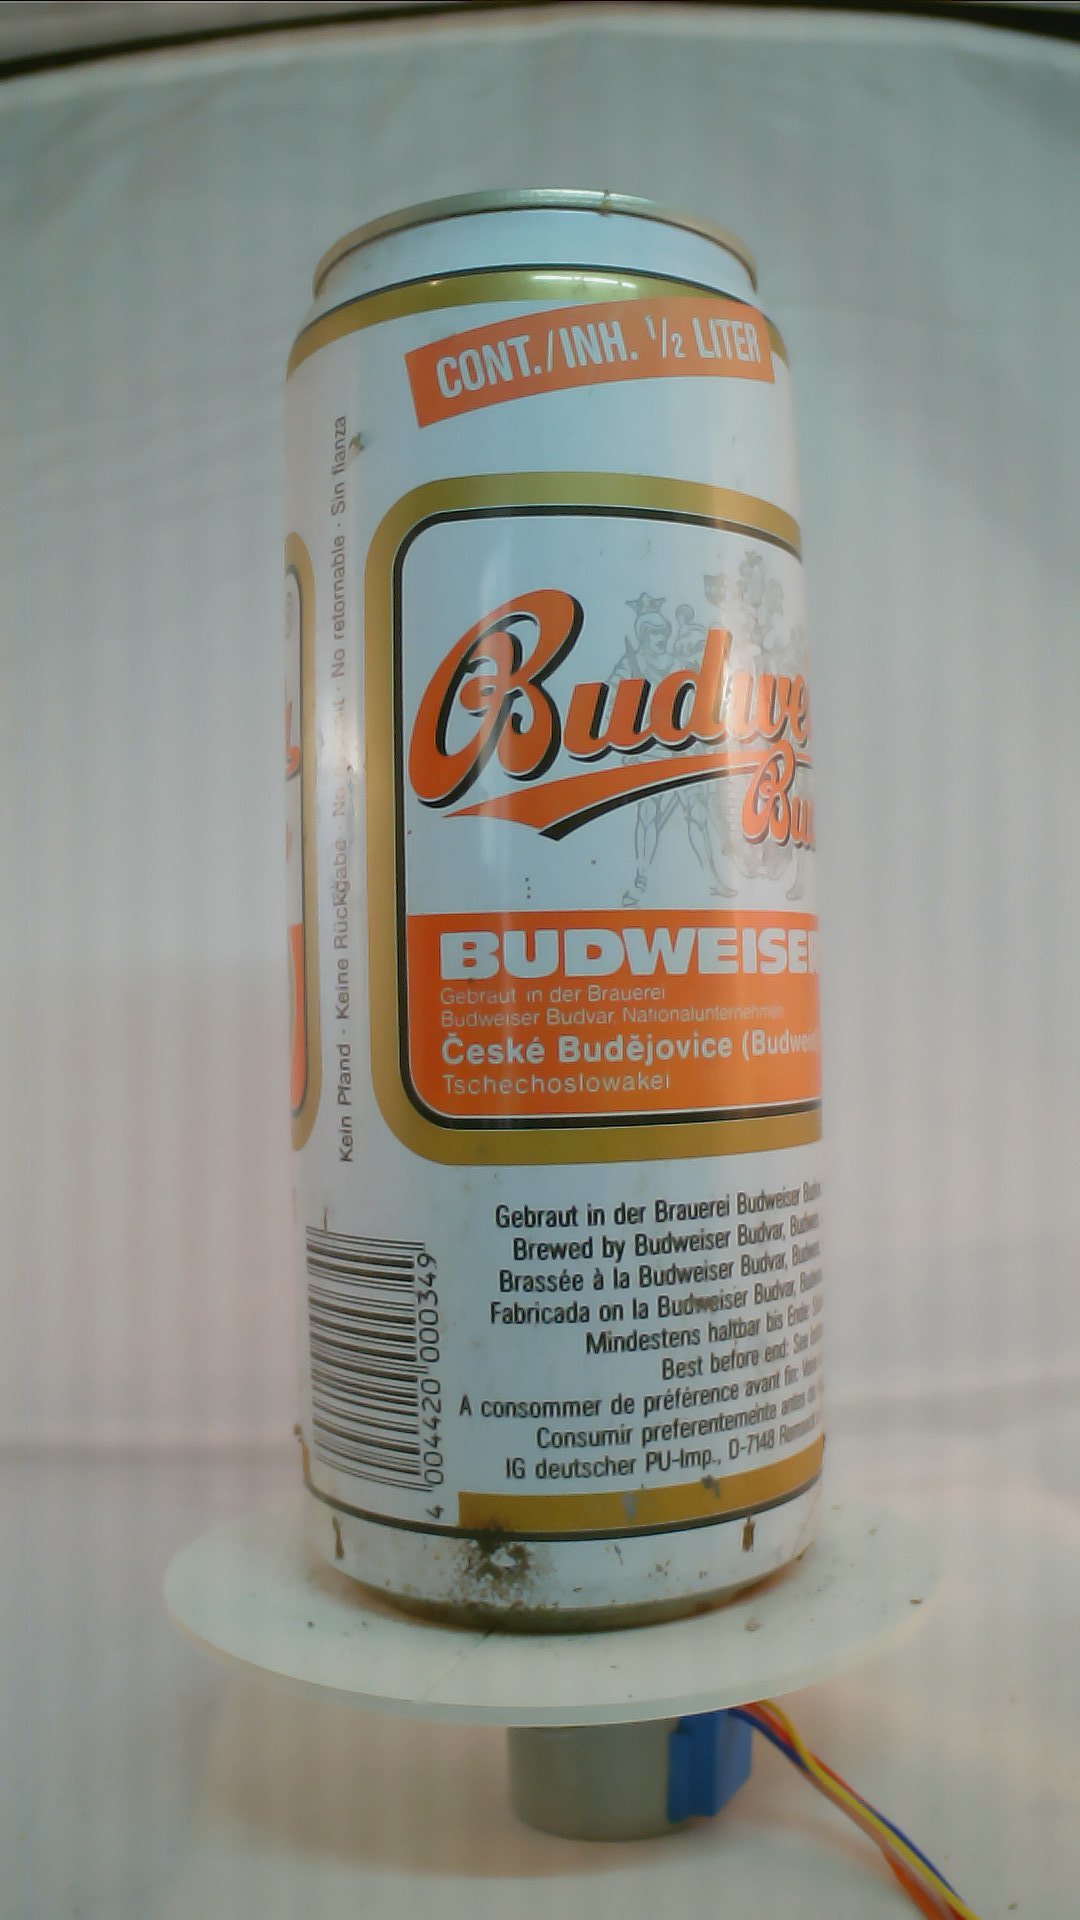 CONT./INH. 1/2 LITER
Kein Pfand · Keine Rückgabe · No · No retornable · Sin fianza
Budweiser
BUDWEISER
Gebraut in der Brauerei
Budweiser Budvar, Nationalunternehmen
České Budějovice
Tschechoslowakei
Gebraut in der Brauerei Budweiser
Brewed by Budweiser Budvar,
Brassée à la Budweiser Budvar,
Fabricada on la Budweiser Budvar,
Mindestens haltbar bis Ende:
Best before end: See
A consommer de préférence avant fin:
Consumir preferentemente antes
IG deutscher PU-Imp., D-7148
4 004420 000349